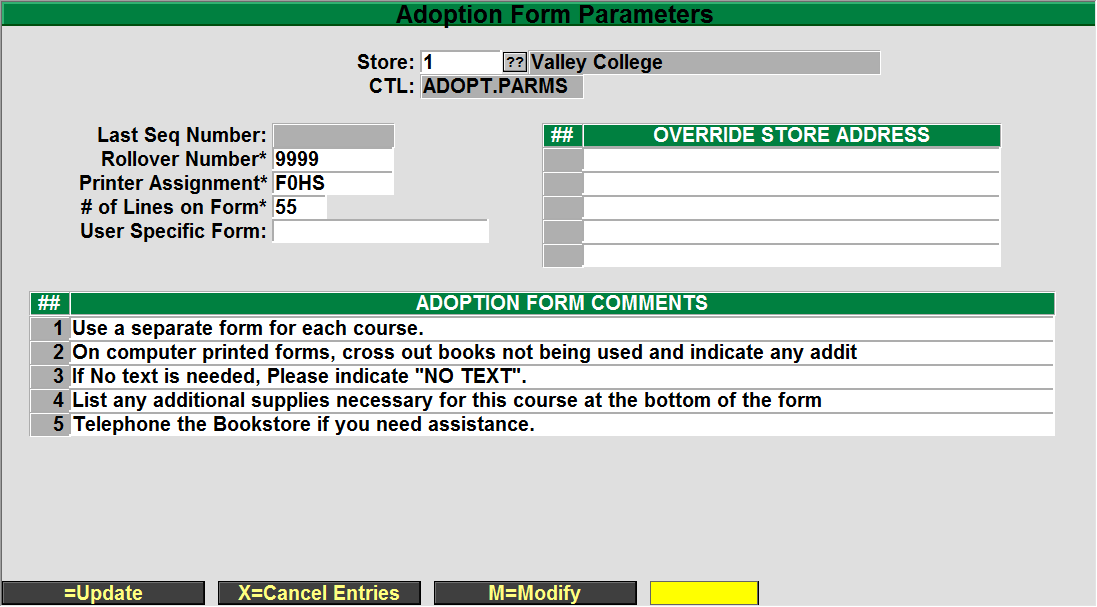 Adoption Form Parameters
Store: 1 ?? Valley College
CTL: ADOPT.PARMS
Last Seq Number:
Rollover Number* 9999
Printer Assignment* F0HS
# of Lines on Form* 55
User Specific Form:
## OVERRIDE STORE ADDRESS
## ADOPTION FORM COMMENTS
1 Use a separate form for each course.
2 On computer printed forms, cross out books not being used and indicate any addit
3 If No text is needed, Please indicate "NO TEXT".
4 List any additional supplies necessary for this course at the bottom of the form
5 Telephone the Bookstore if you need assistance.
=Update X=Cancel Entries M=Modify